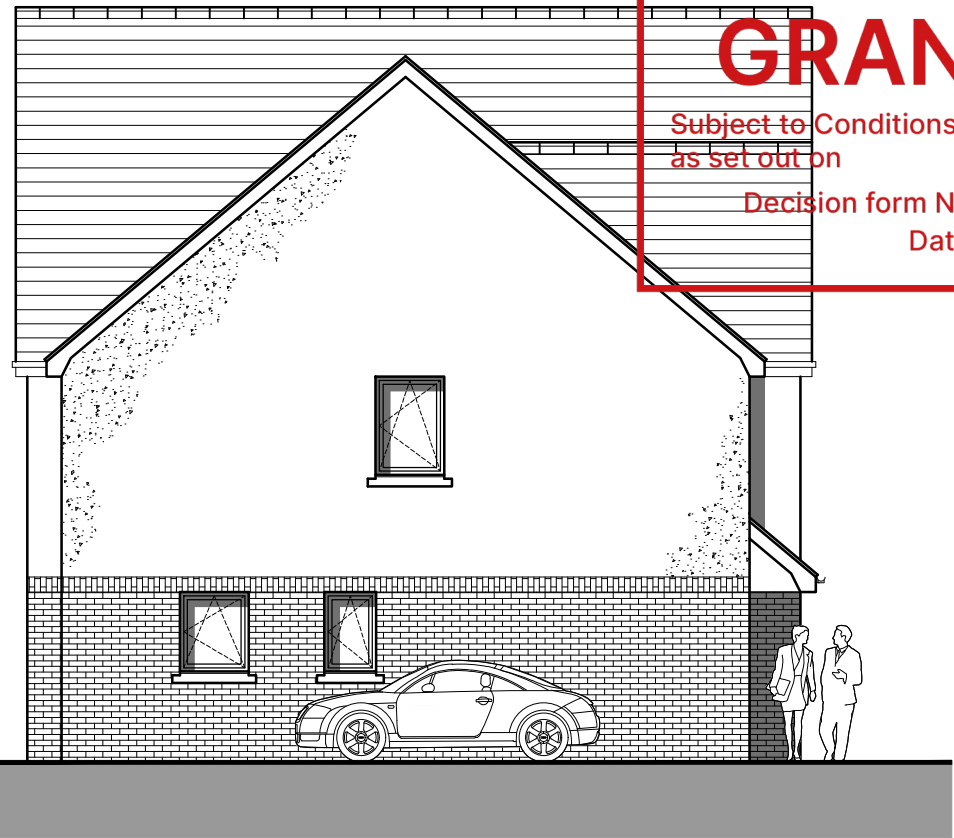 GRAN
Subject to Conditions
as set out on
Decision form N
Dat